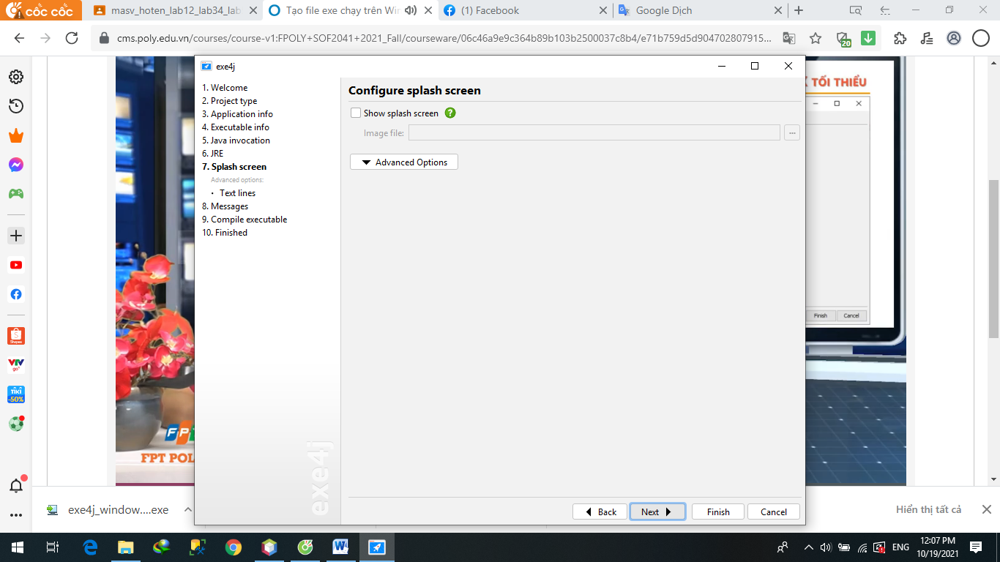 cốc cốc
masv_hoten_lab12_lab34_lab
Tạo file exe chạy trên Win
(1) Facebook
Google Dịch
cms.poly.edu.vn/courses/course-v1:FPOLY+SOF2041+2021_Fall/courseware/06c46a9e9c364b89b103b2500037c8b4/e71b759d5d904702807915...
20
exe4j
1. Welcome
2. Project type
3. Application info
4. Executable info
5. Java invocation
6. JRE
7. Splash screen
Advanced options:
• Text lines
8. Messages
9. Compile executable
10. Finished
exe4j
Configure splash screen
Show splash screen
?
Image file:
...
Advanced Options
Back
Next
Finish
Cancel
TỐI THIỂU
Finish
Cancel
Shopee
VTV
go
TIKI
-50%
FPT
FPT POL
exe4j_window....exe
Hiển thị tất cả
ENG
12:07 PM
10/19/2021